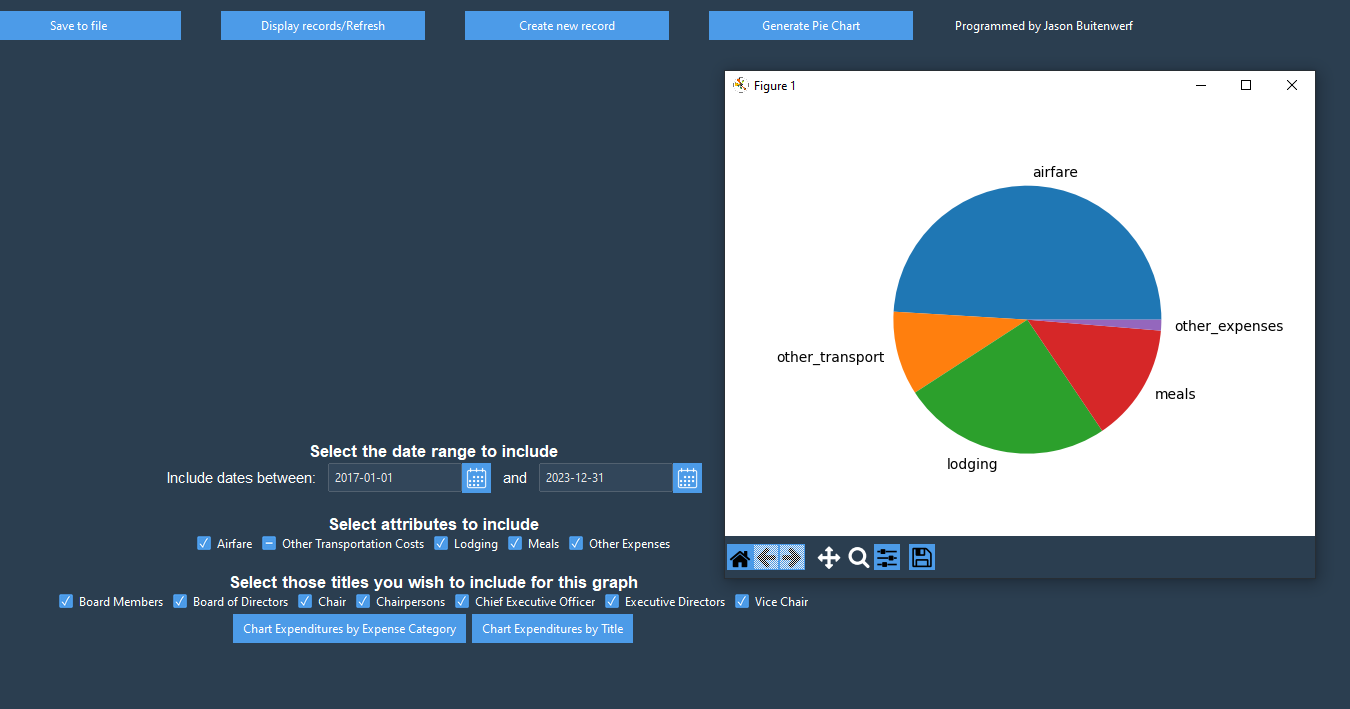 Save to file
Display records/Refresh
Create new record
Generate Pie Chart
Programmed by Jason Buitenwerf
Figure 1
airfare
other_expenses
other_transport
meals
lodging
Select the date range to include
Include dates between: 2017-01-01 and 2023-12-31
Select attributes to include
Airfare Other Transportation Costs Lodging Meals Other Expenses
Select those titles you wish to include for this graph
Board Members Board of Directors Chair Chairpersons Chief Executive Officer Executive Directors Vice Chair
Chart Expenditures by Expense Category Chart Expenditures by Title